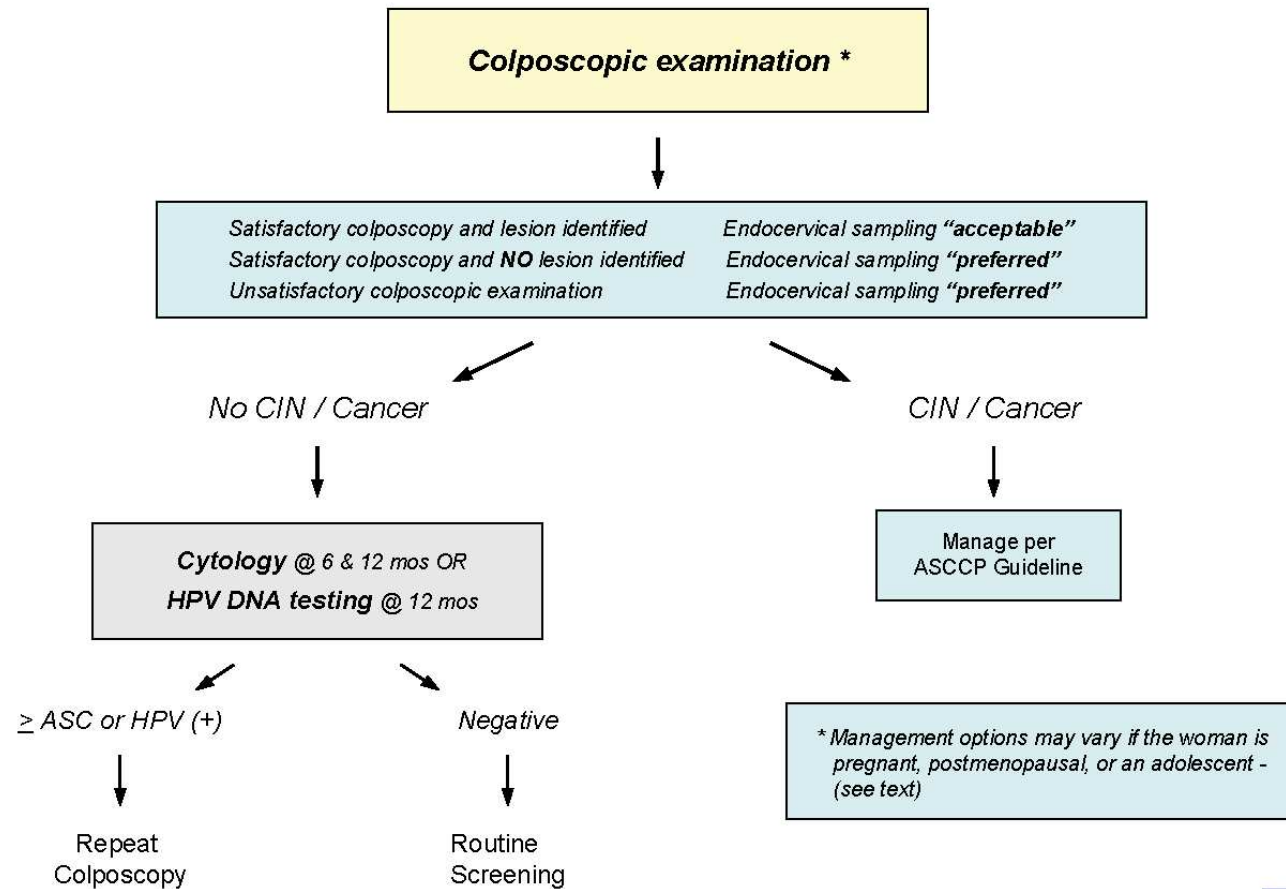 Colposcopic examination *
Satisfactory colposcopy and lesion identified Endocervical sampling “acceptable”
Satisfactory colposcopy and NO lesion identified Endocervical sampling “preferred”
Unsatisfactory colposcopic examination Endocervical sampling “preferred”
No CIN / Cancer
CIN / Cancer
Cytology @ 6 & 12 mos OR
HPV DNA testing @ 12 mos
Manage per
ASCCP Guideline
≥ ASC or HPV (+)
Negative
* Management options may vary if the woman is
pregnant, postmenopausal, or an adolescent -
(see text)
Repeat
Colposcopy
Routine
Screening